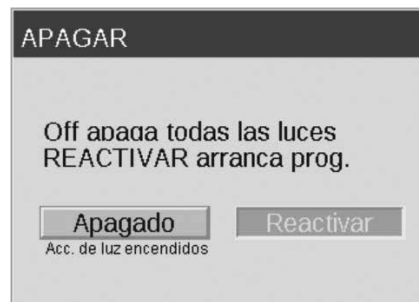 APAGAR
Off apaga todas las luces
REACTIVAR arranca prog.
Apagado Reactivar
Acc. de luz encendidos